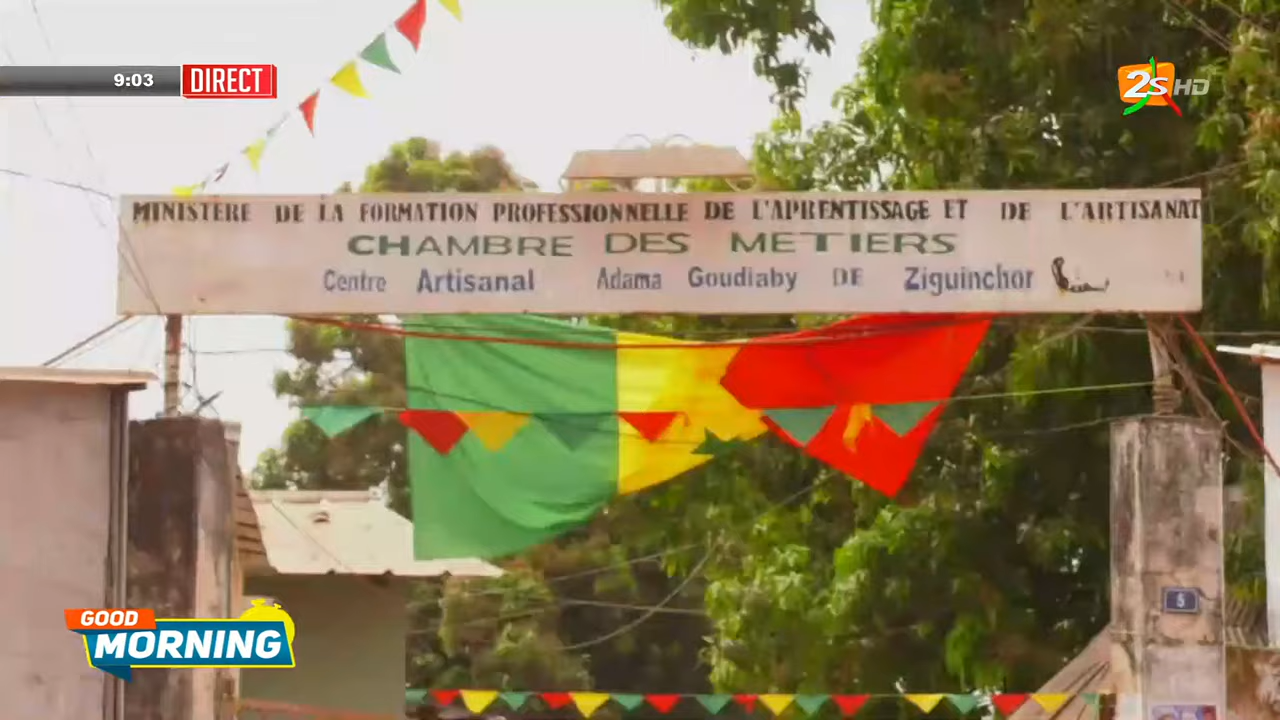 9:03 DIRECT
2S HD
MINISTERE DE LA FORMATION PROFESSIONNELLE DE L'APRENTISSAGE ET DE L'ARTISANAT
CHAMBRE DES METIERS
Centre Artisanal Adama Goudiaby DE Ziguinchor
5
GOOD
MORNING